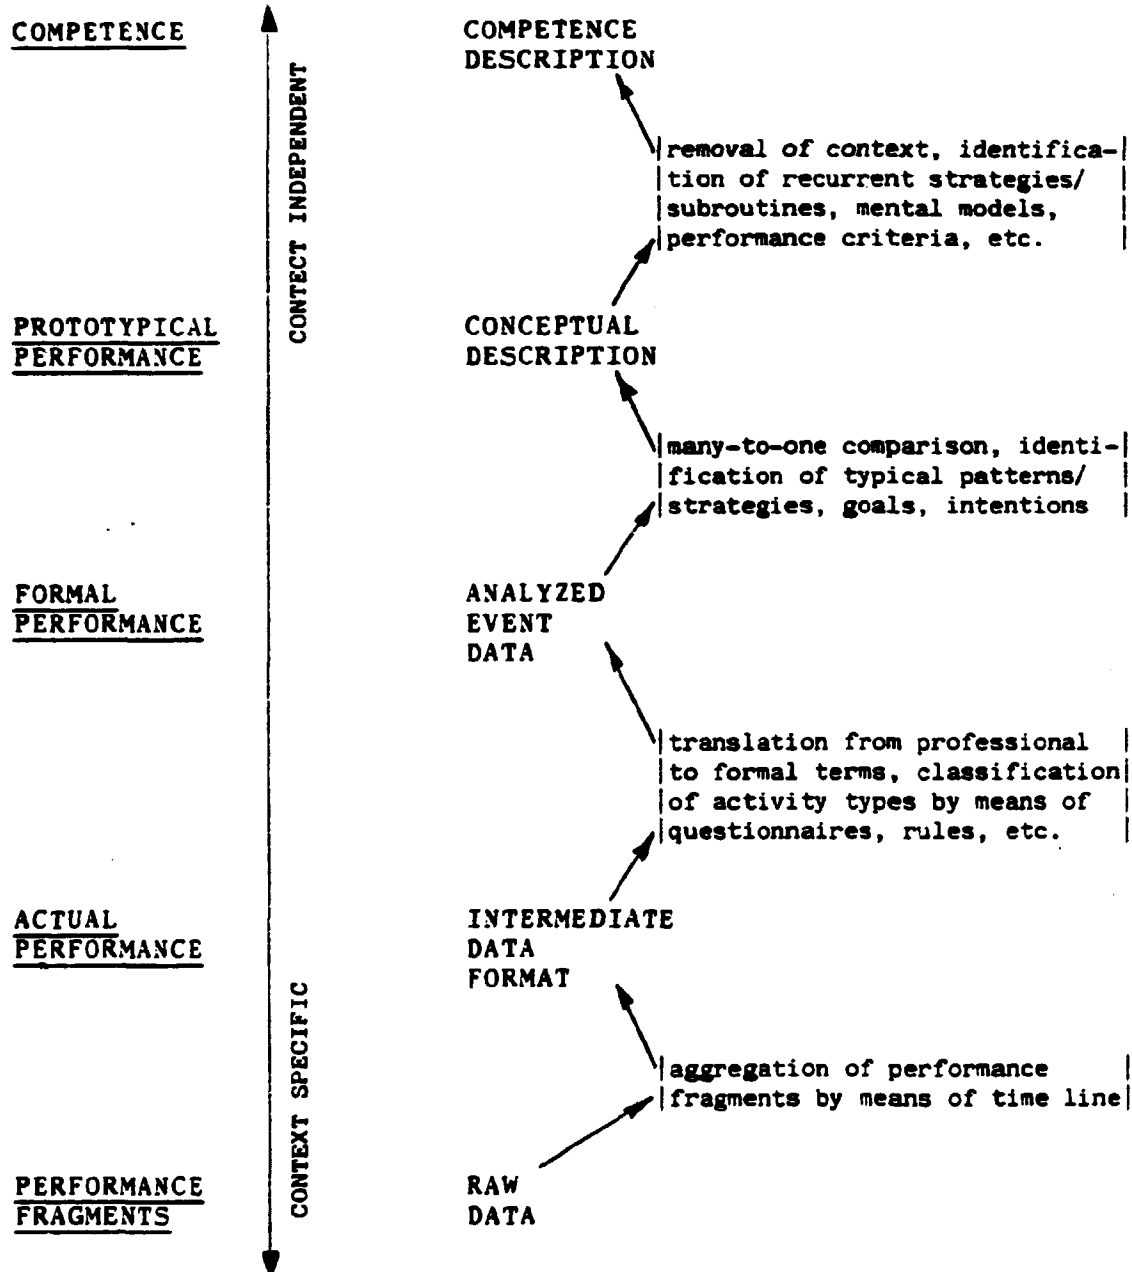 COMPETENCE
COMPETENCE
DESCRIPTION
CONTECT INDEPENDENT
removal of context, identifica-
tion of recurrent strategies/
subroutines, mental models,
performance criteria, etc.
PROTOTYPICAL
PERFORMANCE
CONCEPTUAL
DESCRIPTION
many-to-one comparison, identi-
fication of typical patterns/
strategies, goals, intentions
FORMAL
PERFORMANCE
ANALYZED
EVENT
DATA
translation from professional
to formal terms, classification
of activity types by means of
questionnaires, rules, etc.
ACTUAL
PERFORMANCE
INTERMEDIATE
DATA
FORMAT
CONTEXT SPECIFIC
aggregation of performance
fragments by means of time line
PERFORMANCE
FRAGMENTS
RAW
DATA